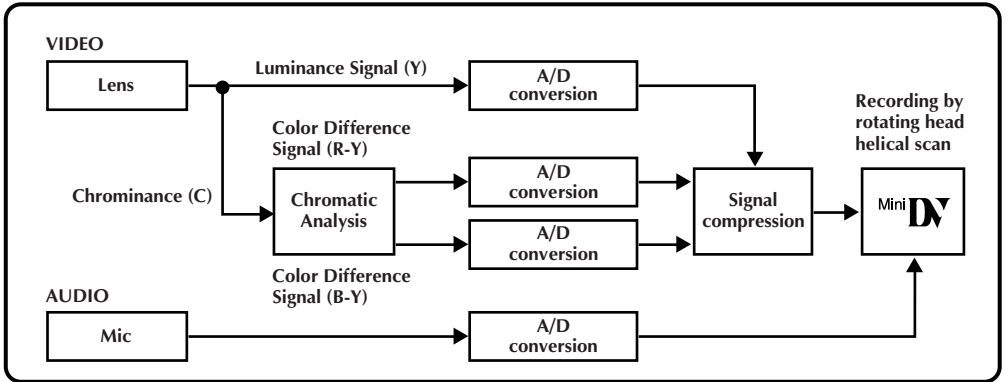 VIDEO
Lens
Luminance Signal (Y)
A/D
conversion
Recording by
rotating head
helical scan
Color Difference
Signal (R-Y)
Chrominance (C)
Chromatic
Analysis
A/D
conversion
A/D
conversion
Signal
compression
Mini DV
Color Difference
Signal (B-Y)
AUDIO
Mic
A/D
conversion